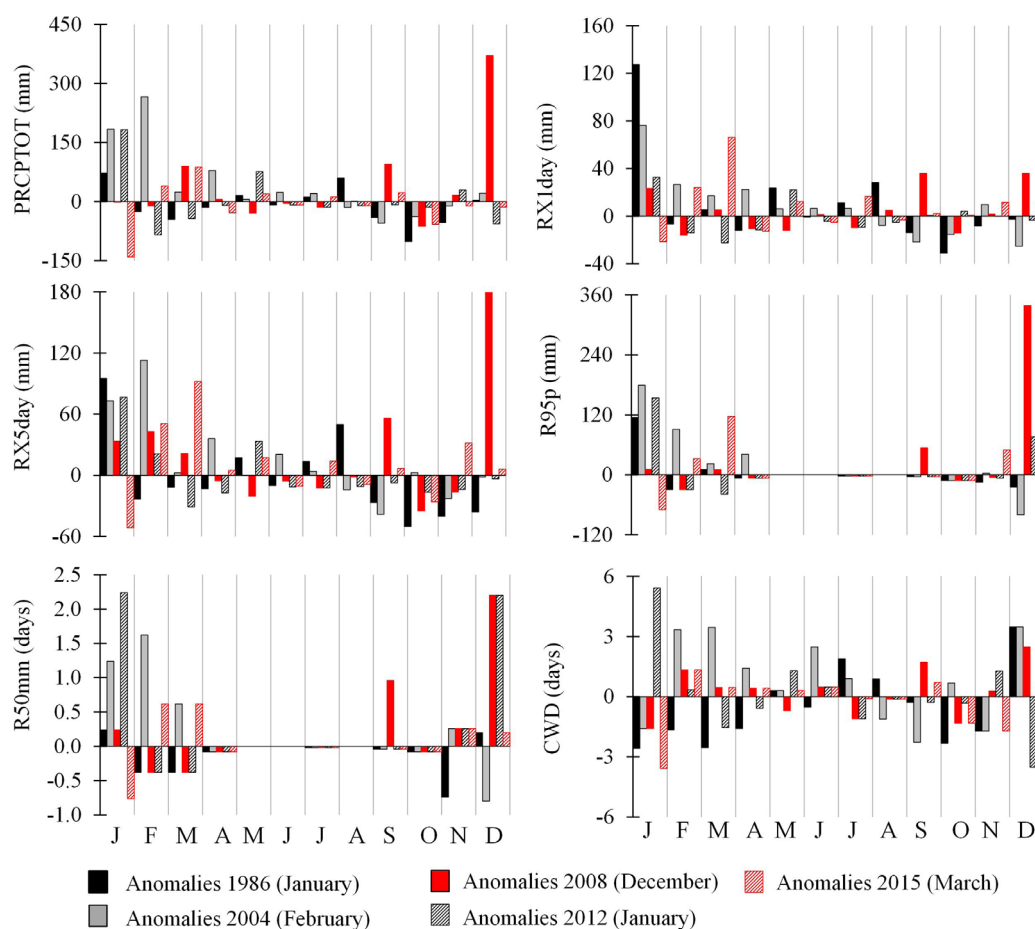 PRCPTOT (mm)
450
300
150
0
-150
RX1day (mm)
160
120
80
40
0
-40
RX5day (mm)
180
120
60
0
-60
R95p (mm)
360
240
120
0
-120
R50mm (days)
2.5
2.0
1.5
1.0
0.5
0.0
-0.5
-1.0
J F M A M J J A S O N D
CWD (days)
6
3
0
-3
-6
J F M A M J J A S O N D
Anomalies 1986 (January)
Anomalies 2008 (December)
Anomalies 2015 (March)
Anomalies 2004 (February)
Anomalies 2012 (January)